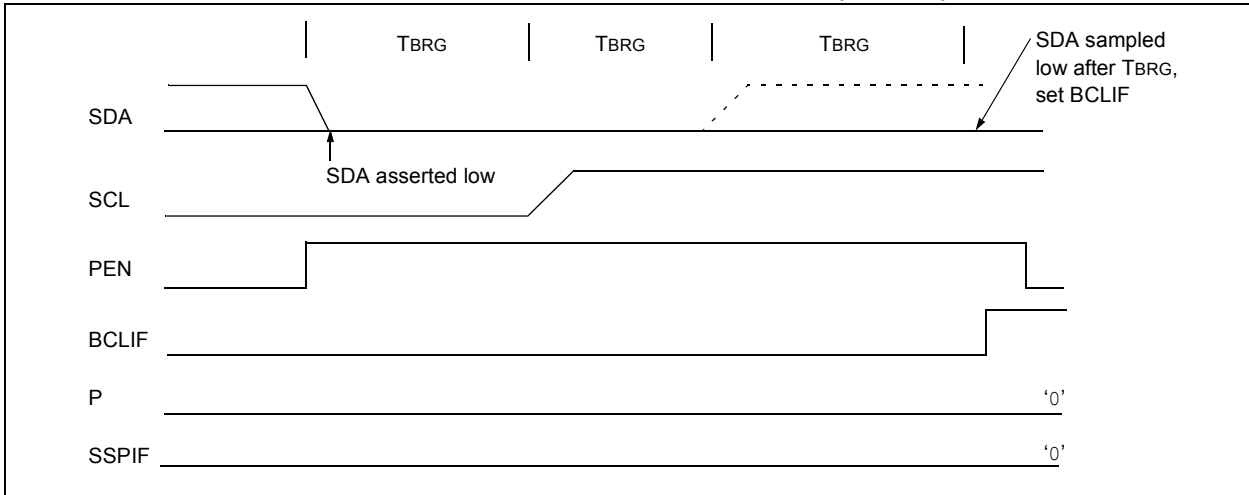 TBRG TBRG TBRG
SDA sampled
low after TBRG,
set BCLIF
SDA
SDA asserted low
SCL
PEN
BCLIF
P
‘0’
SSPIF
‘0’